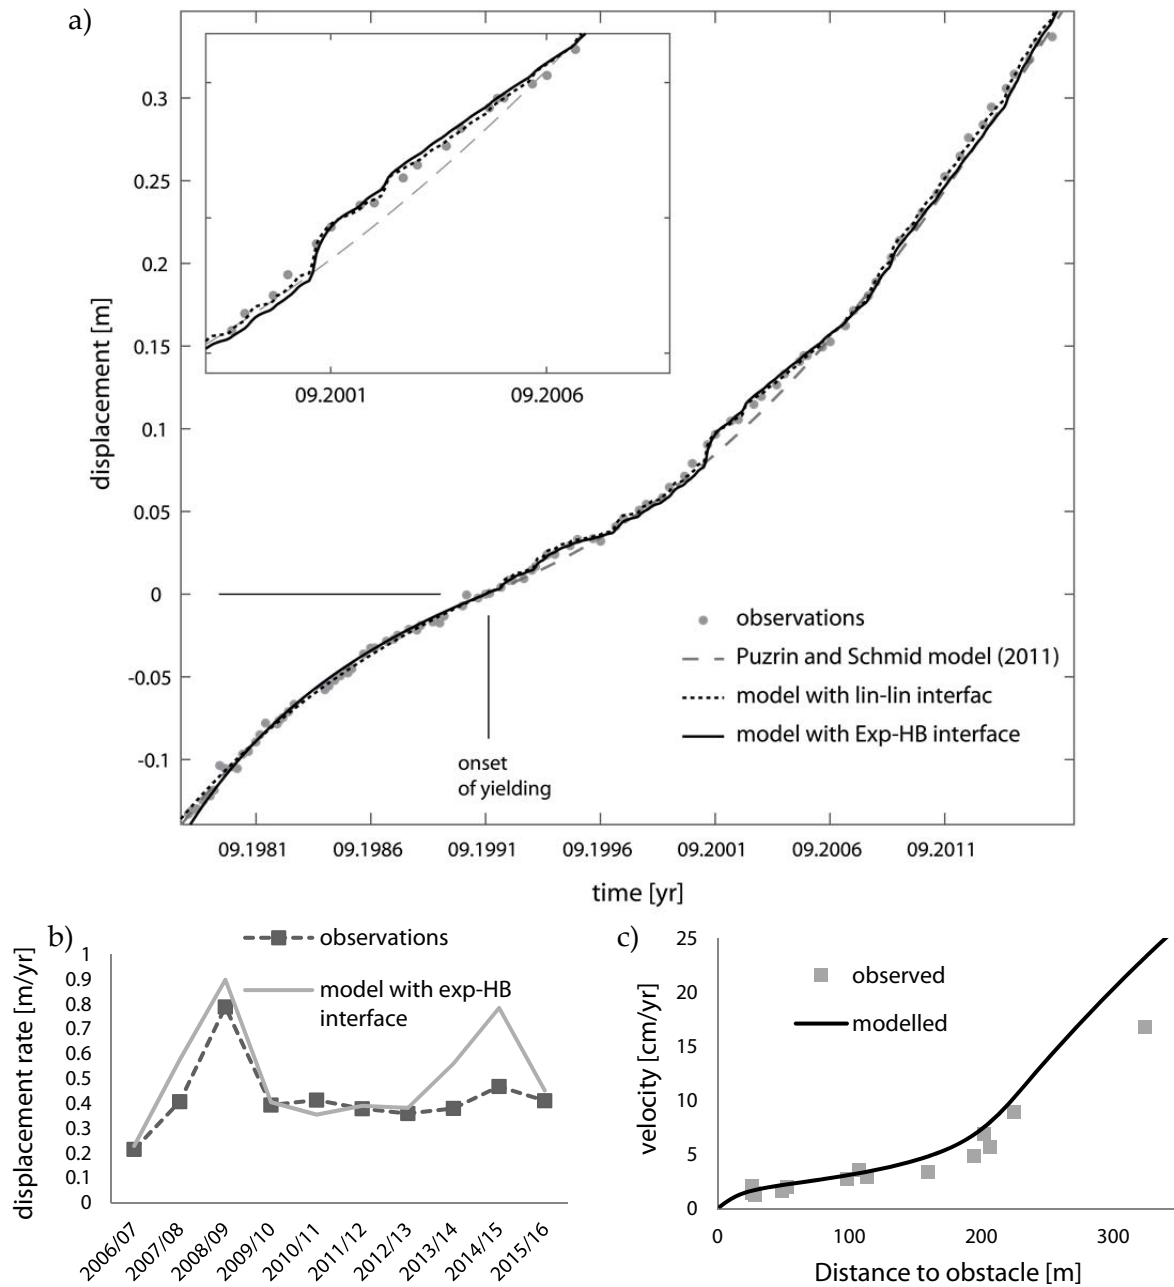 a)
0.3
0.25
0.2
0.15
0.1
0.05
0
-0.05
-0.1
displacement [m]
09.2001 09.2006
observations
Puzrin and Schmid model (2011)
model with lin-lin interfac
model with Exp-HB interface
onset
of yielding
09.1981 09.1986 09.1991 09.1996 09.2001 09.2006 09.2011
time [yr]
b)
displacement rate [m/yr]
1
0.9
0.8
0.7
0.6
0.5
0.4
0.3
0.2
0.1
0
observations
model with exp-HB
interface
2006/07 2007/08 2008/09 2009/10 2010/11 2011/12 2012/13 2013/14 2014/15 2015/16
c)
velocity [cm/yr]
25
20
15
10
5
0
observed
modelled
0 100 200 300
Distance to obstacle [m]